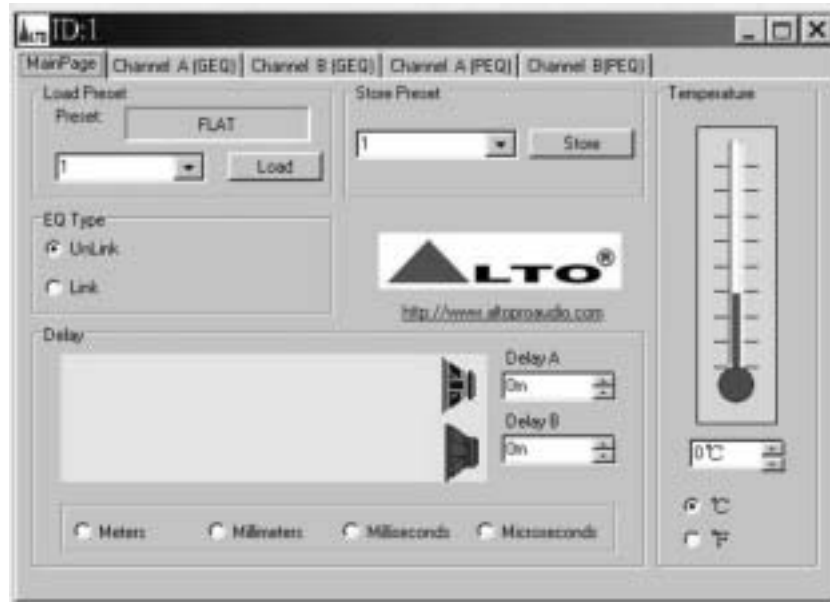 ALTO ID:1
MainPage Channel A (GEQ) Channel B (GEQ) Channel A (PEQ) Channel B(PEQ)
Load Preset
Preset: FLAT
1 Load
Store Preset
1 Store
EQ Type
UnLink
Link
ALTO®
http://www.altoproaudio.com
Delay
Delay A
0m
Delay B
0m
Meters Millimeters Milliseconds Microseconds
Temperature
0℃
℃
℉